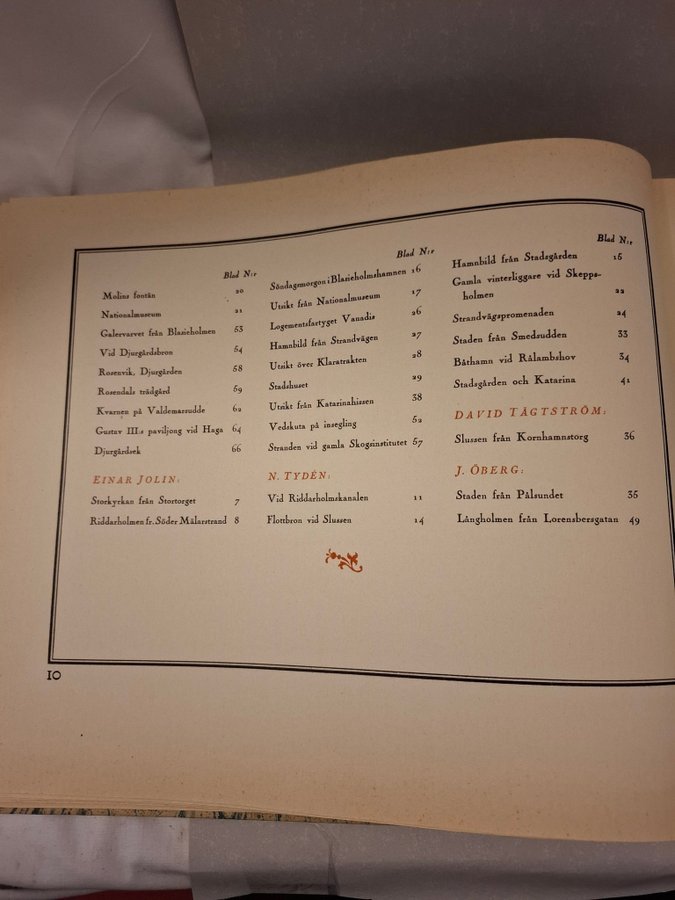 Blad N:r
Molins fontän 20
Nationalmuseum 21
Galervarvet från Blasieholmen 53
Vid Djurgårdsbron 54
Rosenvik, Djurgården 58
Rosendals trädgård 59
Kvarnen på Valdemarsudde 62
Gustav III:s paviljong vid Haga 64
Djurgårdsek 66
EINAR JOLIN:
Storkyrkan från Stortorget 7
Riddarholmen fr. Söder Mälarstrand 8
Blad N:r
Söndagsmorgon i Blasieholmshamnen 16
Utsikt från Nationalmuseum 17
Logementsfartyget Vanadis 26
Hamnbild från Strandvägen 27
Utsikt över Klaratrakten 28
Stadshuset 29
Utsikt från Katarinahissen 38
Vedskuta på insegling 52
Stranden vid gamla Skogsinstitutet 57
N. TYDÉN:
Vid Riddarholmskanalen 11
Flottbron vid Slussen 14
Blad N:r
Hamnbild från Stadsgården 15
Gamla vinterliggare vid Skepps-
holmen 22
Strandvägspromenaden 24
Staden från Smedsudden 33
Båthamn vid Rålambshov 34
Stadsgården och Katarina 41
DAVID TÄGTSTRÖM:
Slussen från Kornhamnstorg 36
J. ÖBERG:
Staden från Pålsundet 35
Långholmen från Lorensbersgatan 49
10